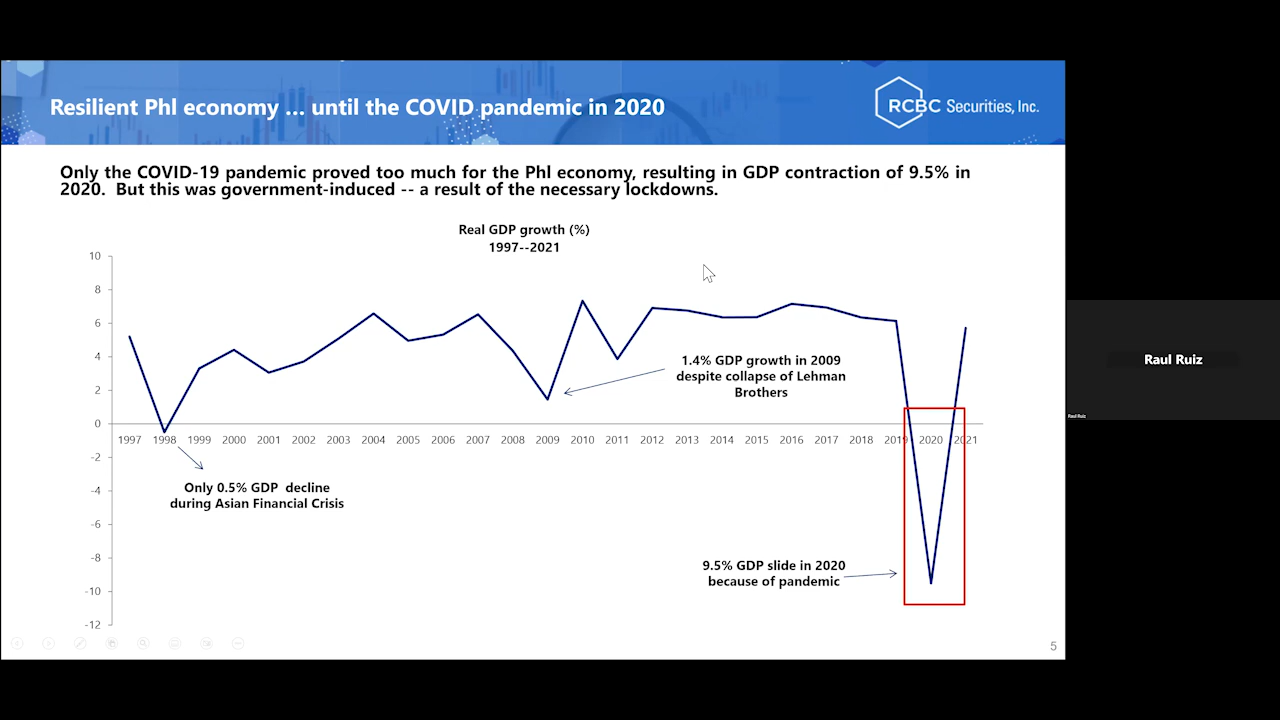 Resilient Phl economy ... until the COVID pandemic in 2020
RCBC Securities, Inc.
Only the COVID-19 pandemic proved too much for the Phl economy, resulting in GDP contraction of 9.5% in
2020. But this was government-induced -- a result of the necessary lockdowns.
Real GDP growth (%)
1997--2021
10
8
6
4
2
0
-2
-4
-6
-8
-10
-12
1997 1998 1999 2000 2001 2002 2003 2004 2005 2006 2007 2008 2009 2010 2011 2012 2013 2014 2015 2016 2017 2018 2019 2020 2021
1.4% GDP growth in 2009
despite collapse of Lehman
Brothers
Only 0.5% GDP decline
during Asian Financial Crisis
9.5% GDP slide in 2020
because of pandemic
5
Raul Ruiz
Raul Ruiz